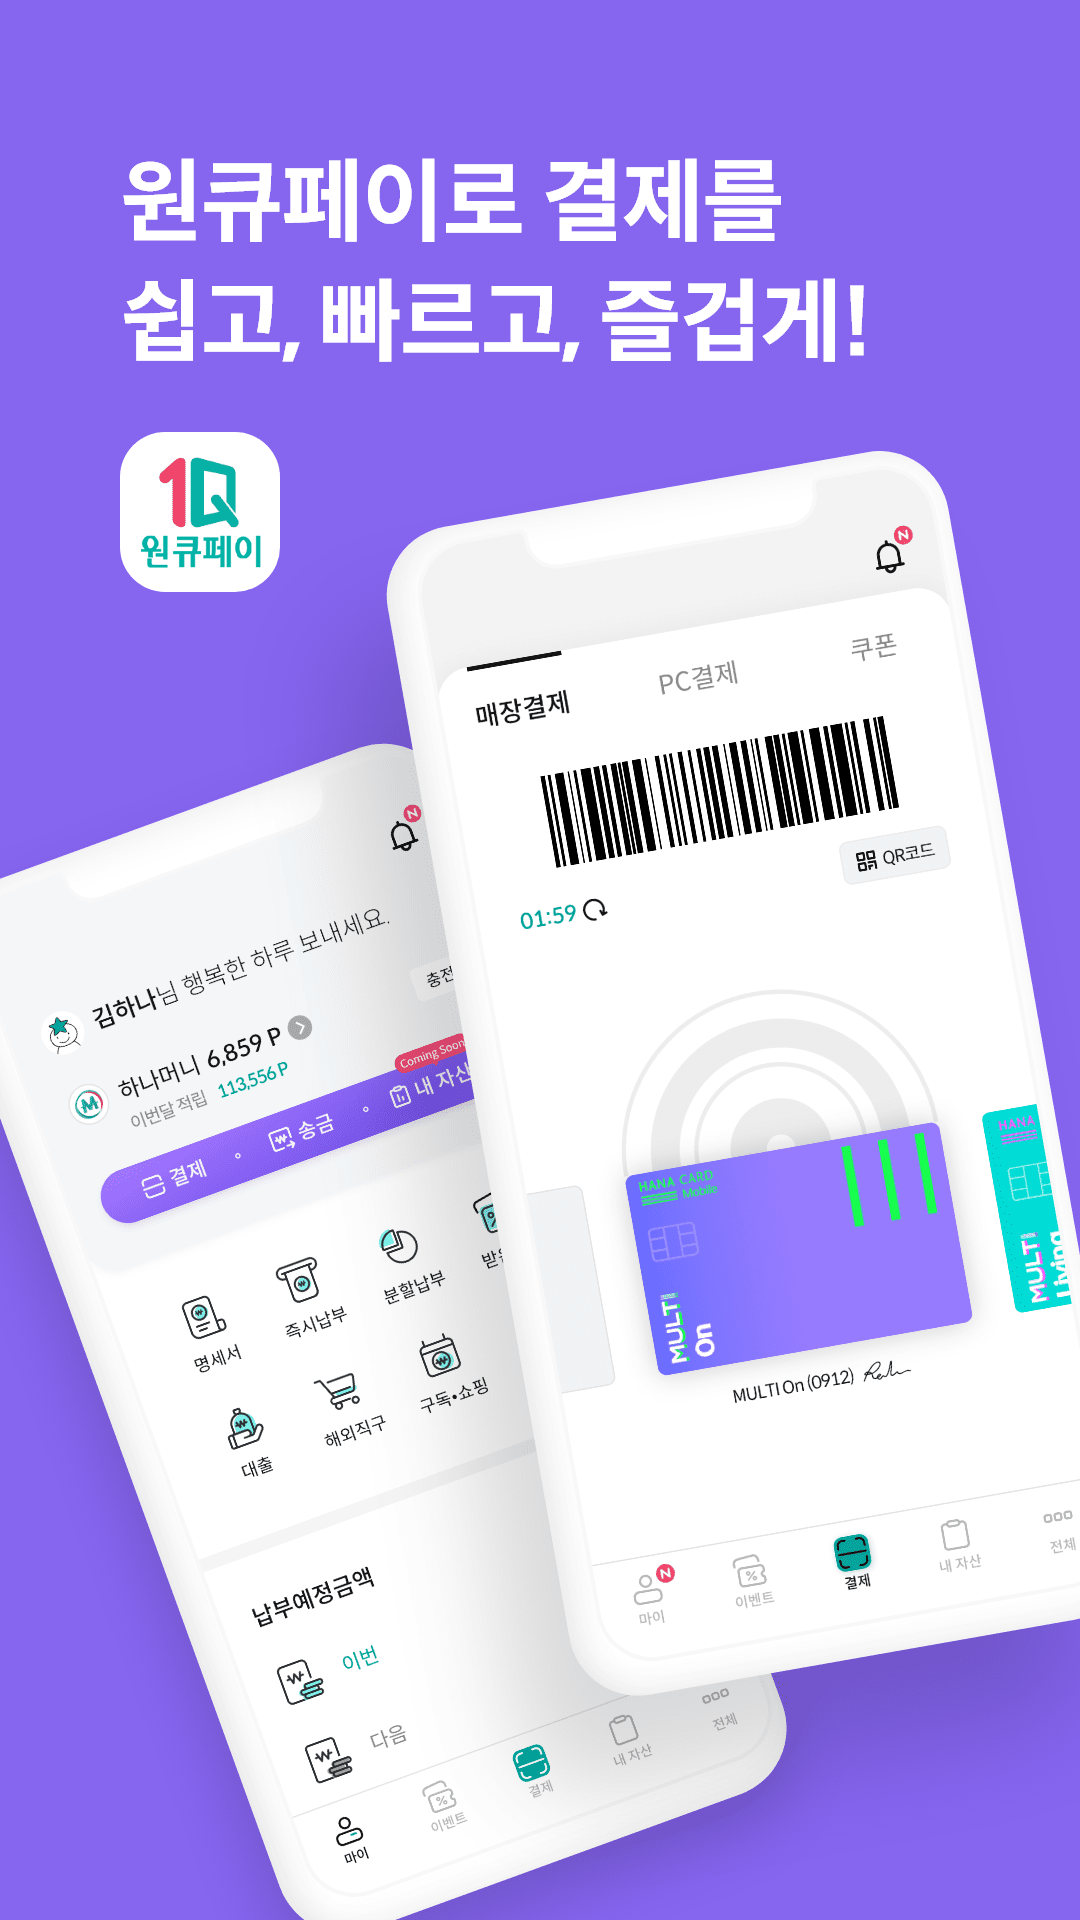 원큐페이로 결제를
쉽고, 빠르고, 즐겁게!
1Q
원큐페이
N
매장결제
PC결제
쿠폰
QR코드
01:59
HANA CARD
Mobile
MULTI
On
HANA
MULTI
Living
MULTI On (0912)
N
마이
이벤트
결제
내 자산
전체
N
김하나님 행복한 하루 보내세요.
충전
하나머니 6,859 P
이번달 적립 113,556 P
Coming Soon
결제
송금
내 자산
명세서
즉시납부
분할납부
대출
해외직구
구독•쇼핑
납부예정금액
이번
다음
마이
이벤트
결제
내 자산
전체